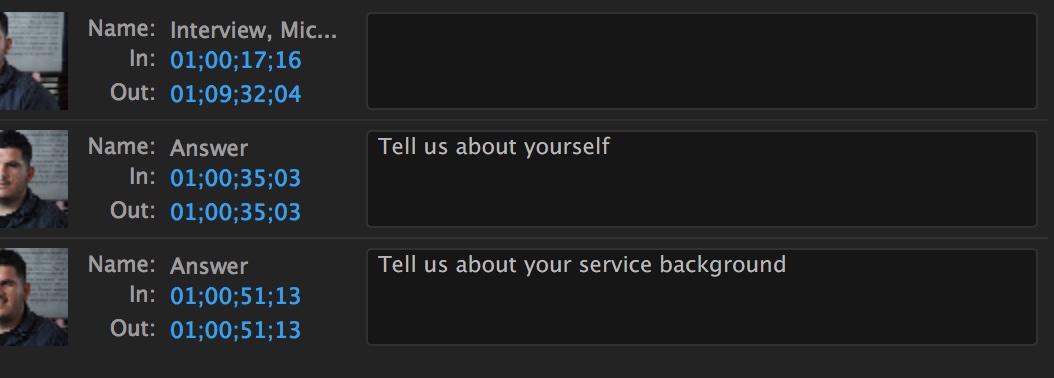 Name: Interview, Mic...
In: 01;00;17;16
Out: 01;09;32;04
Name: Answer
Tell us about yourself
In: 01;00;35;03
Out: 01;00;35;03
Name: Answer
Tell us about your service background
In: 01;00;51;13
Out: 01;00;51;13